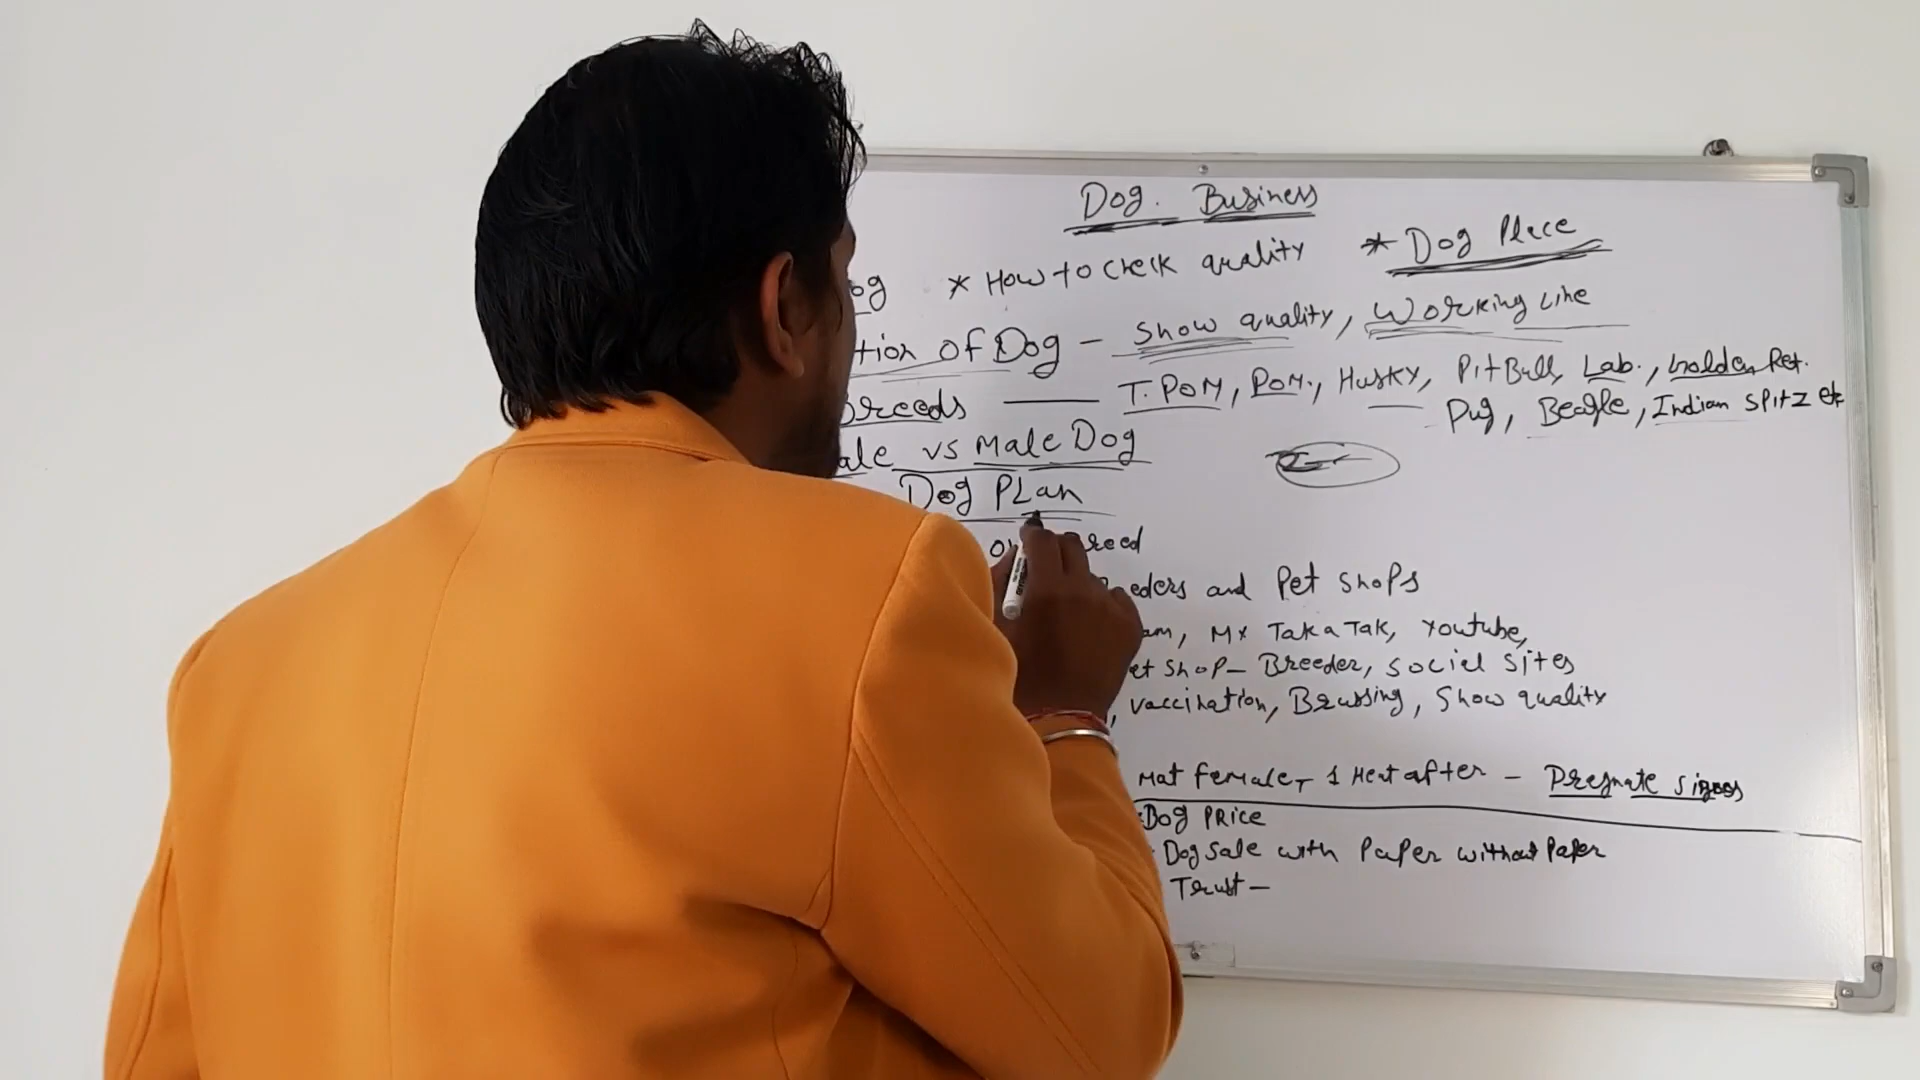 Dog. Business
og * How to check quality * Dog Place
tion of Dog - Show quality, Working Line
breeds — T. Pom, Pom., Husky, PitBull, Lab., Golden Ret.
Pug, Beagle, Indian Spitz etc
ale vs Male Dog
Dog PLan
Breed
eders and Pet Shops
am, Mx TakaTak, Youtube,
et Shop - Breeder, Social Sites
, vaccination, Brussing, Show quality
Mat female, 1 Heat after - Pregnate
Dog PRice
Dog Sale with Paper without Paper
Trust -